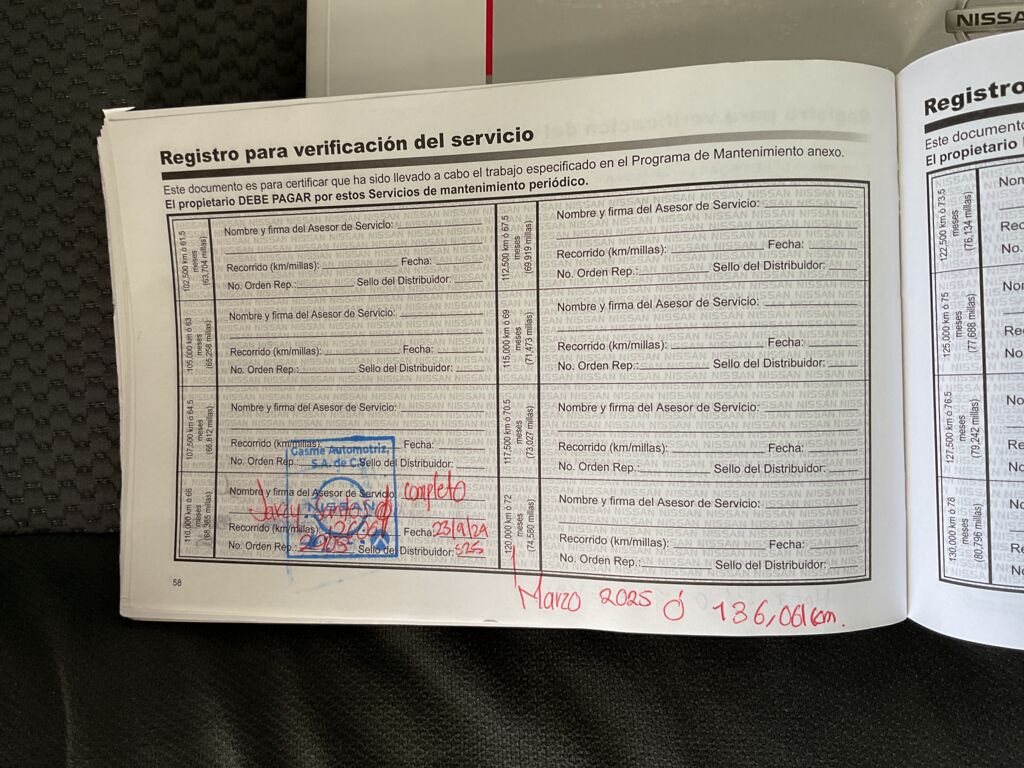 NISSA
Registro para verificación del servicio
Este documento es para certificar que ha sido llevado a cabo el trabajo especificado en el Programa de Mantenimiento anexo.
El propietario DEBE PAGAR por estos Servicios de mantenimiento periódico.
102,500 km ó 61.5
meses
(63,704 millas)
Nombre y firma del Asesor de Servicio:
Recorrido (km/millas): Fecha:
No. Orden Rep.: Sello del Distribuidor:
105,000 km ó 63
meses
(65,258 millas)
Nombre y firma del Asesor de Servicio:
Recorrido (km/millas): Fecha:
No. Orden Rep.: Sello del Distribuidor:
107,500 km ó 64.5
meses
(66,812 millas)
Nombre y firma del Asesor de Servicio:
Recorrido (km/millas): Fecha:
No. Orden Rep.: Sello del Distribuidor:
Gasme Automotriz,
S.A. de C.V.
110,000 km ó 66
meses
(68,365 millas)
Nombre y firma del Asesor de Servicio completo
Recorrido (km/millas): Fecha: 23/9/24
No. Orden Rep.: Sello del Distribuidor:
112,500 km ó 67.5
meses
(69,919 millas)
Nombre y firma del Asesor de Servicio:
Recorrido (km/millas): Fecha:
No. Orden Rep.: Sello del Distribuidor:
115,000 km ó 69
meses
(71,473 millas)
Nombre y firma del Asesor de Servicio:
Recorrido (km/millas): Fecha:
No. Orden Rep.: Sello del Distribuidor:
117,500 km ó 70.5
meses
(73,027 millas)
Nombre y firma del Asesor de Servicio:
Recorrido (km/millas): Fecha:
No. Orden Rep.: Sello del Distribuidor:
120,000 km ó 72
meses
(74,580 millas)
Nombre y firma del Asesor de Servicio:
Recorrido (km/millas): Fecha:
No. Orden Rep.: Sello del Distribuidor:
58
Marzo 2025 ó 136,061 km.
Registro
Este documento
El propietario
122,500 km ó 73.5
meses
(76,134 millas)
Nom
Rec
No.
125,000 km ó 75
meses
(77,688 millas)
Nom
Re
No
127,500 km ó 76.5
meses
(79,242 millas)
No
Re
No
130,000 km ó 78
meses
(80,796 millas)
No
Re